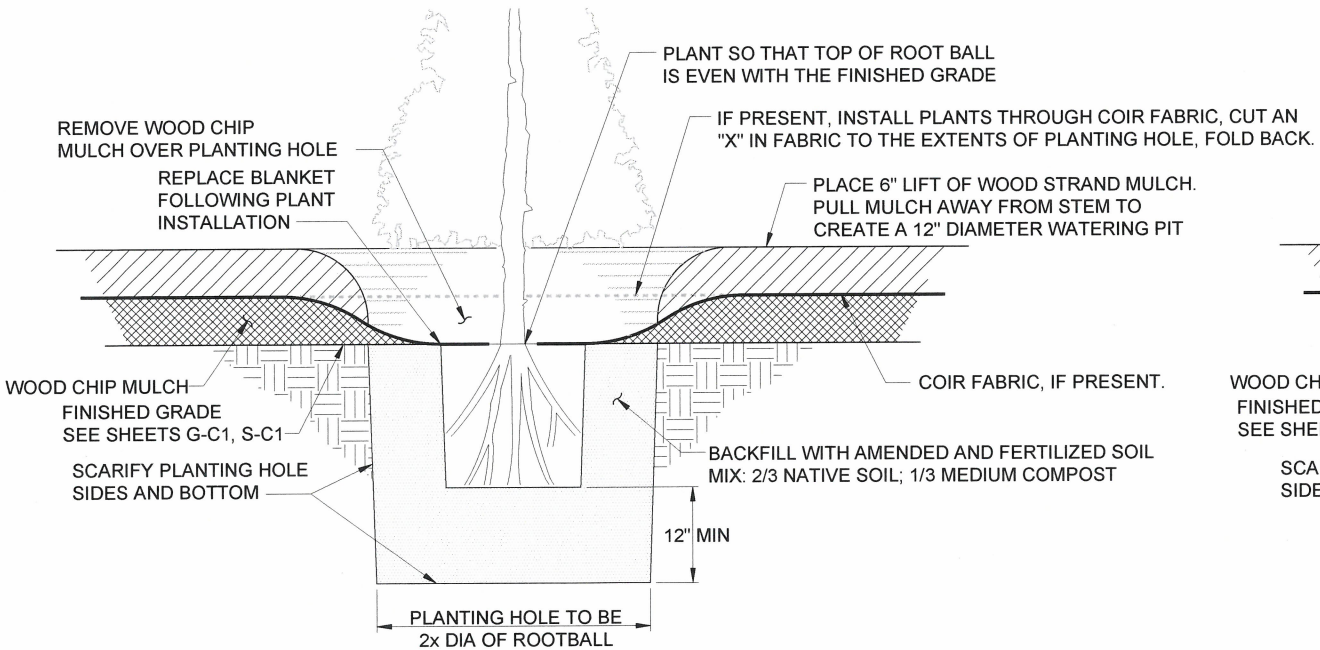 PLANT SO THAT TOP OF ROOT BALL
IS EVEN WITH THE FINISHED GRADE
REMOVE WOOD CHIP
MULCH OVER PLANTING HOLE
IF PRESENT, INSTALL PLANTS THROUGH COIR FABRIC, CUT AN
"X" IN FABRIC TO THE EXTENTS OF PLANTING HOLE, FOLD BACK.
REPLACE BLANKET
FOLLOWING PLANT
INSTALLATION
PLACE 6" LIFT OF WOOD STRAND MULCH.
PULL MULCH AWAY FROM STEM TO
CREATE A 12" DIAMETER WATERING PIT
WOOD CHIP MULCH
COIR FABRIC, IF PRESENT.
FINISHED GRADE
SEE SHEETS G-C1, S-C1
SCARIFY PLANTING HOLE
SIDES AND BOTTOM
BACKFILL WITH AMENDED AND FERTILIZED SOIL
MIX: 2/3 NATIVE SOIL; 1/3 MEDIUM COMPOST
12" MIN
PLANTING HOLE TO BE
2x DIA OF ROOTBALL
WOOD CH
FINISHED
SEE SHE
SCA
SIDE